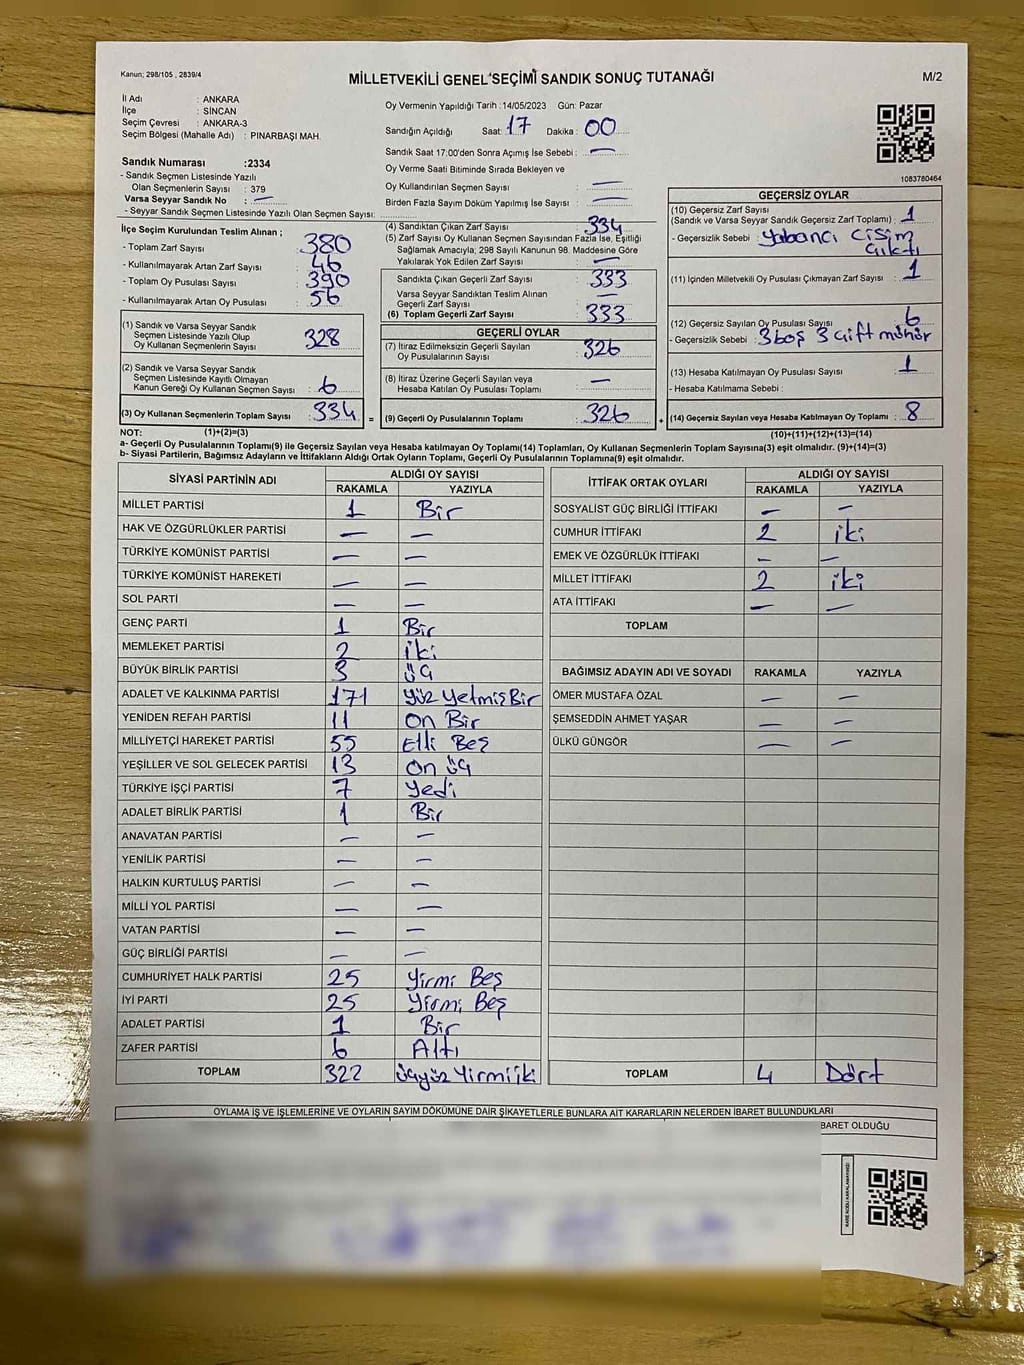 Kanun; 298/105 , 2839/4
MİLLETVEKİLİ GENEL SEÇİMİ SANDIK SONUÇ TUTANAĞI
M/2
İl Adı : ANKARA
İlçe : SİNCAN
Seçim Çevresi : ANKARA-3
Seçim Bölgesi (Mahalle Adı) : PINARBAŞI MAH.
Sandık Numarası :2334
- Sandık Seçmen Listesinde Yazılı
Olan Seçmenlerin Sayısı : 379
Varsa Seyyar Sandık No : —
- Seyyar Sandık Seçmen Listesinde Yazılı Olan Seçmen Sayısı:
Oy Vermenin Yapıldığı Tarih :14/05/2023 Gün: Pazar
Sandığın Açıldığı Saat: 17 Dakika : 00
Sandık Saat 17:00'den Sonra Açımış İse Sebebi : —
Oy Verme Saati Bitiminde Sırada Bekleyen ve
Oy Kullandırılan Seçmen Sayısı : —
Birden Fazla Sayım Döküm Yapılmış İse Sayısı : —
1083780464
İlçe Seçim Kurulundan Teslim Alınan ;
- Toplam Zarf Sayısı : 380
- Kullanılmayarak Artan Zarf Sayısı : 46
- Toplam Oy Pusulası Sayısı : 390
- Kullanılmayarak Artan Oy Pusulası : 56
(1) Sandık ve Varsa Seyyar Sandık
Seçmen Listesinde Yazılı Olup
Oy Kullanan Seçmenlerin Sayısı : 328
(2) Sandık ve Varsa Seyyar Sandık
Seçmen Listesinde Kayıtlı Olmayan
Kanun Gereği Oy Kullanan Seçmen Sayısı : 6
(3) Oy Kullanan Seçmenlerin Toplam Sayısı : 334 =
(4) Sandıktan Çıkan Zarf Sayısı : 334
(5) Zarf Sayısı Oy Kullanan Seçmen Sayısından Fazla İse, Eşitliği
Sağlamak Amacıyla; 298 Sayılı Kanunun 98. Maddesine Göre
Yakılarak Yok Edilen Zarf Sayısı : —
Sandıkta Çıkan Geçerli Zarf Sayısı : 333
Varsa Seyyar Sandıktan Teslim Alınan
Geçerli Zarf Sayısı : —
(6) Toplam Geçerli Zarf Sayısı : 333
GEÇERLİ OYLAR
(7) İtiraz Edilmeksizin Geçerli Sayılan
Oy Pusulalarının Sayısı : 326
(8) İtiraz Üzerine Geçerli Sayılan veya
Hesaba Katılan Oy Pusulası Toplamı : —
(9) Geçerli Oy Pusulalarının Toplamı : 326 +
GEÇERSİZ OYLAR
(10) Geçersiz Zarf Sayısı
(Sandık ve Varsa Seyyar Sandık Geçersiz Zarf Toplamı) : 1
- Geçersizlik Sebebi : Yabancı cisim
çıktı
(11) İçinden Milletvekili Oy Pusulası Çıkmayan Zarf Sayısı : 1
(12) Geçersiz Sayılan Oy Pusulası Sayısı : 6
- Geçersizlik Sebebi : 3 boş 3 çift mühür
(13) Hesaba Katılmayan Oy Pusulası Sayısı : 1
- Hesaba Katılmama Sebebi :
(14) Geçersiz Sayılan veya Hesaba Katılmayan Oy Toplamı : 8
NOT: (1)+(2)=(3)
(10)+(11)+(12)+(13)=(14)
a- Geçerli Oy Pusulalarının Toplamı(9) ile Geçersiz Sayılan veya Hesaba katılmayan Oy Toplamı(14) Toplamları, Oy Kullanan Seçmenlerin Toplam Sayısına(3) eşit olmalıdır. (9)+(14)=(3)
b- Siyasi Partilerin, Bağımsız Adayların ve İttifakların Aldığı Ortak Oyların Toplamı, Geçerli Oy Pusulalarının Toplamına(9) eşit olmalıdır.
SİYASİ PARTİNİN ADI
ALDIĞI OY SAYISI
RAKAMLA YAZIYLA
MİLLET PARTİSİ 1 Bir
HAK VE ÖZGÜRLÜKLER PARTİSİ — —
TÜRKİYE KOMÜNİST PARTİSİ — —
TÜRKİYE KOMÜNİST HAREKETİ — —
SOL PARTİ — —
GENÇ PARTİ 1 Bir
MEMLEKET PARTİSİ 2 iki
BÜYÜK BİRLİK PARTİSİ 3 üç
ADALET VE KALKINMA PARTİSİ 171 Yüz Yetmiş Bir
YENİDEN REFAH PARTİSİ 11 On Bir
MİLLİYETÇİ HAREKET PARTİSİ 55 Elli Beş
YEŞİLLER VE SOL GELECEK PARTİSİ 13 On üç
TÜRKİYE İŞÇİ PARTİSİ 7 Yedi
ADALET BİRLİK PARTİSİ 1 Bir
ANAVATAN PARTİSİ — —
YENİLİK PARTİSİ — —
HALKIN KURTULUŞ PARTİSİ — —
MİLLİ YOL PARTİSİ — —
VATAN PARTİSİ — —
GÜÇ BİRLİĞİ PARTİSİ — —
CUMHURİYET HALK PARTİSİ 25 Yirmi Beş
İYİ PARTİ 25 Yirmi Beş
ADALET PARTİSİ 1 Bir
ZAFER PARTİSİ 6 Altı
TOPLAM 322 üçyüz Yirmi iki
İTTİFAK ORTAK OYLARI
ALDIĞI OY SAYISI
RAKAMLA YAZIYLA
SOSYALİST GÜÇ BİRLİĞİ İTTİFAKI — —
CUMHUR İTTİFAKI 2 iki
EMEK VE ÖZGÜRLÜK İTTİFAKI — —
MİLLET İTTİFAKI 2 iki
ATA İTTİFAKI — —
TOPLAM
BAĞIMSIZ ADAYIN ADI VE SOYADI RAKAMLA YAZIYLA
ÖMER MUSTAFA ÖZAL — —
ŞEMSEDDİN AHMET YAŞAR — —
ÜLKÜ GÜNGÖR — —
TOPLAM 4 Dört
OYLAMA İŞ VE İŞLEMLERİNE VE OYLARIN SAYIM DÖKÜMÜNE DAİR ŞİKAYETLERLE BUNLARA AİT KARARLARIN NELERDEN İBARET BULUNDUKLARI
BARET OLDUĞU